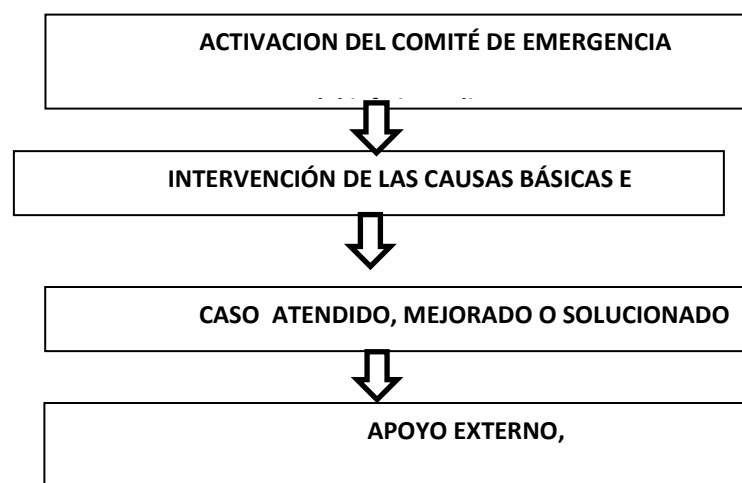 ACTIVACION DEL COMITÉ DE EMERGENCIA
INTERVENCIÓN DE LAS CAUSAS BÁSICAS E
CASO ATENDIDO, MEJORADO O SOLUCIONADO
APOYO EXTERNO,